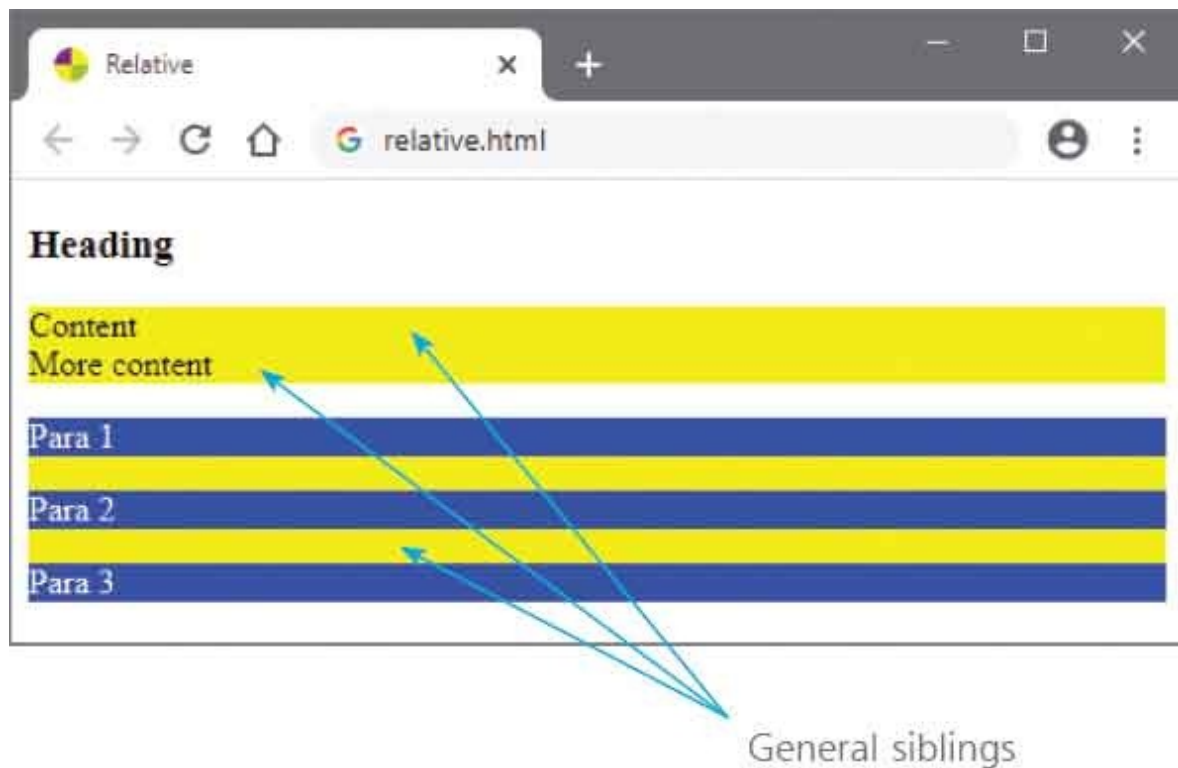 Relative
relative.html
Heading
Content
More content
Para 1
Para 2
Para 3
General siblings